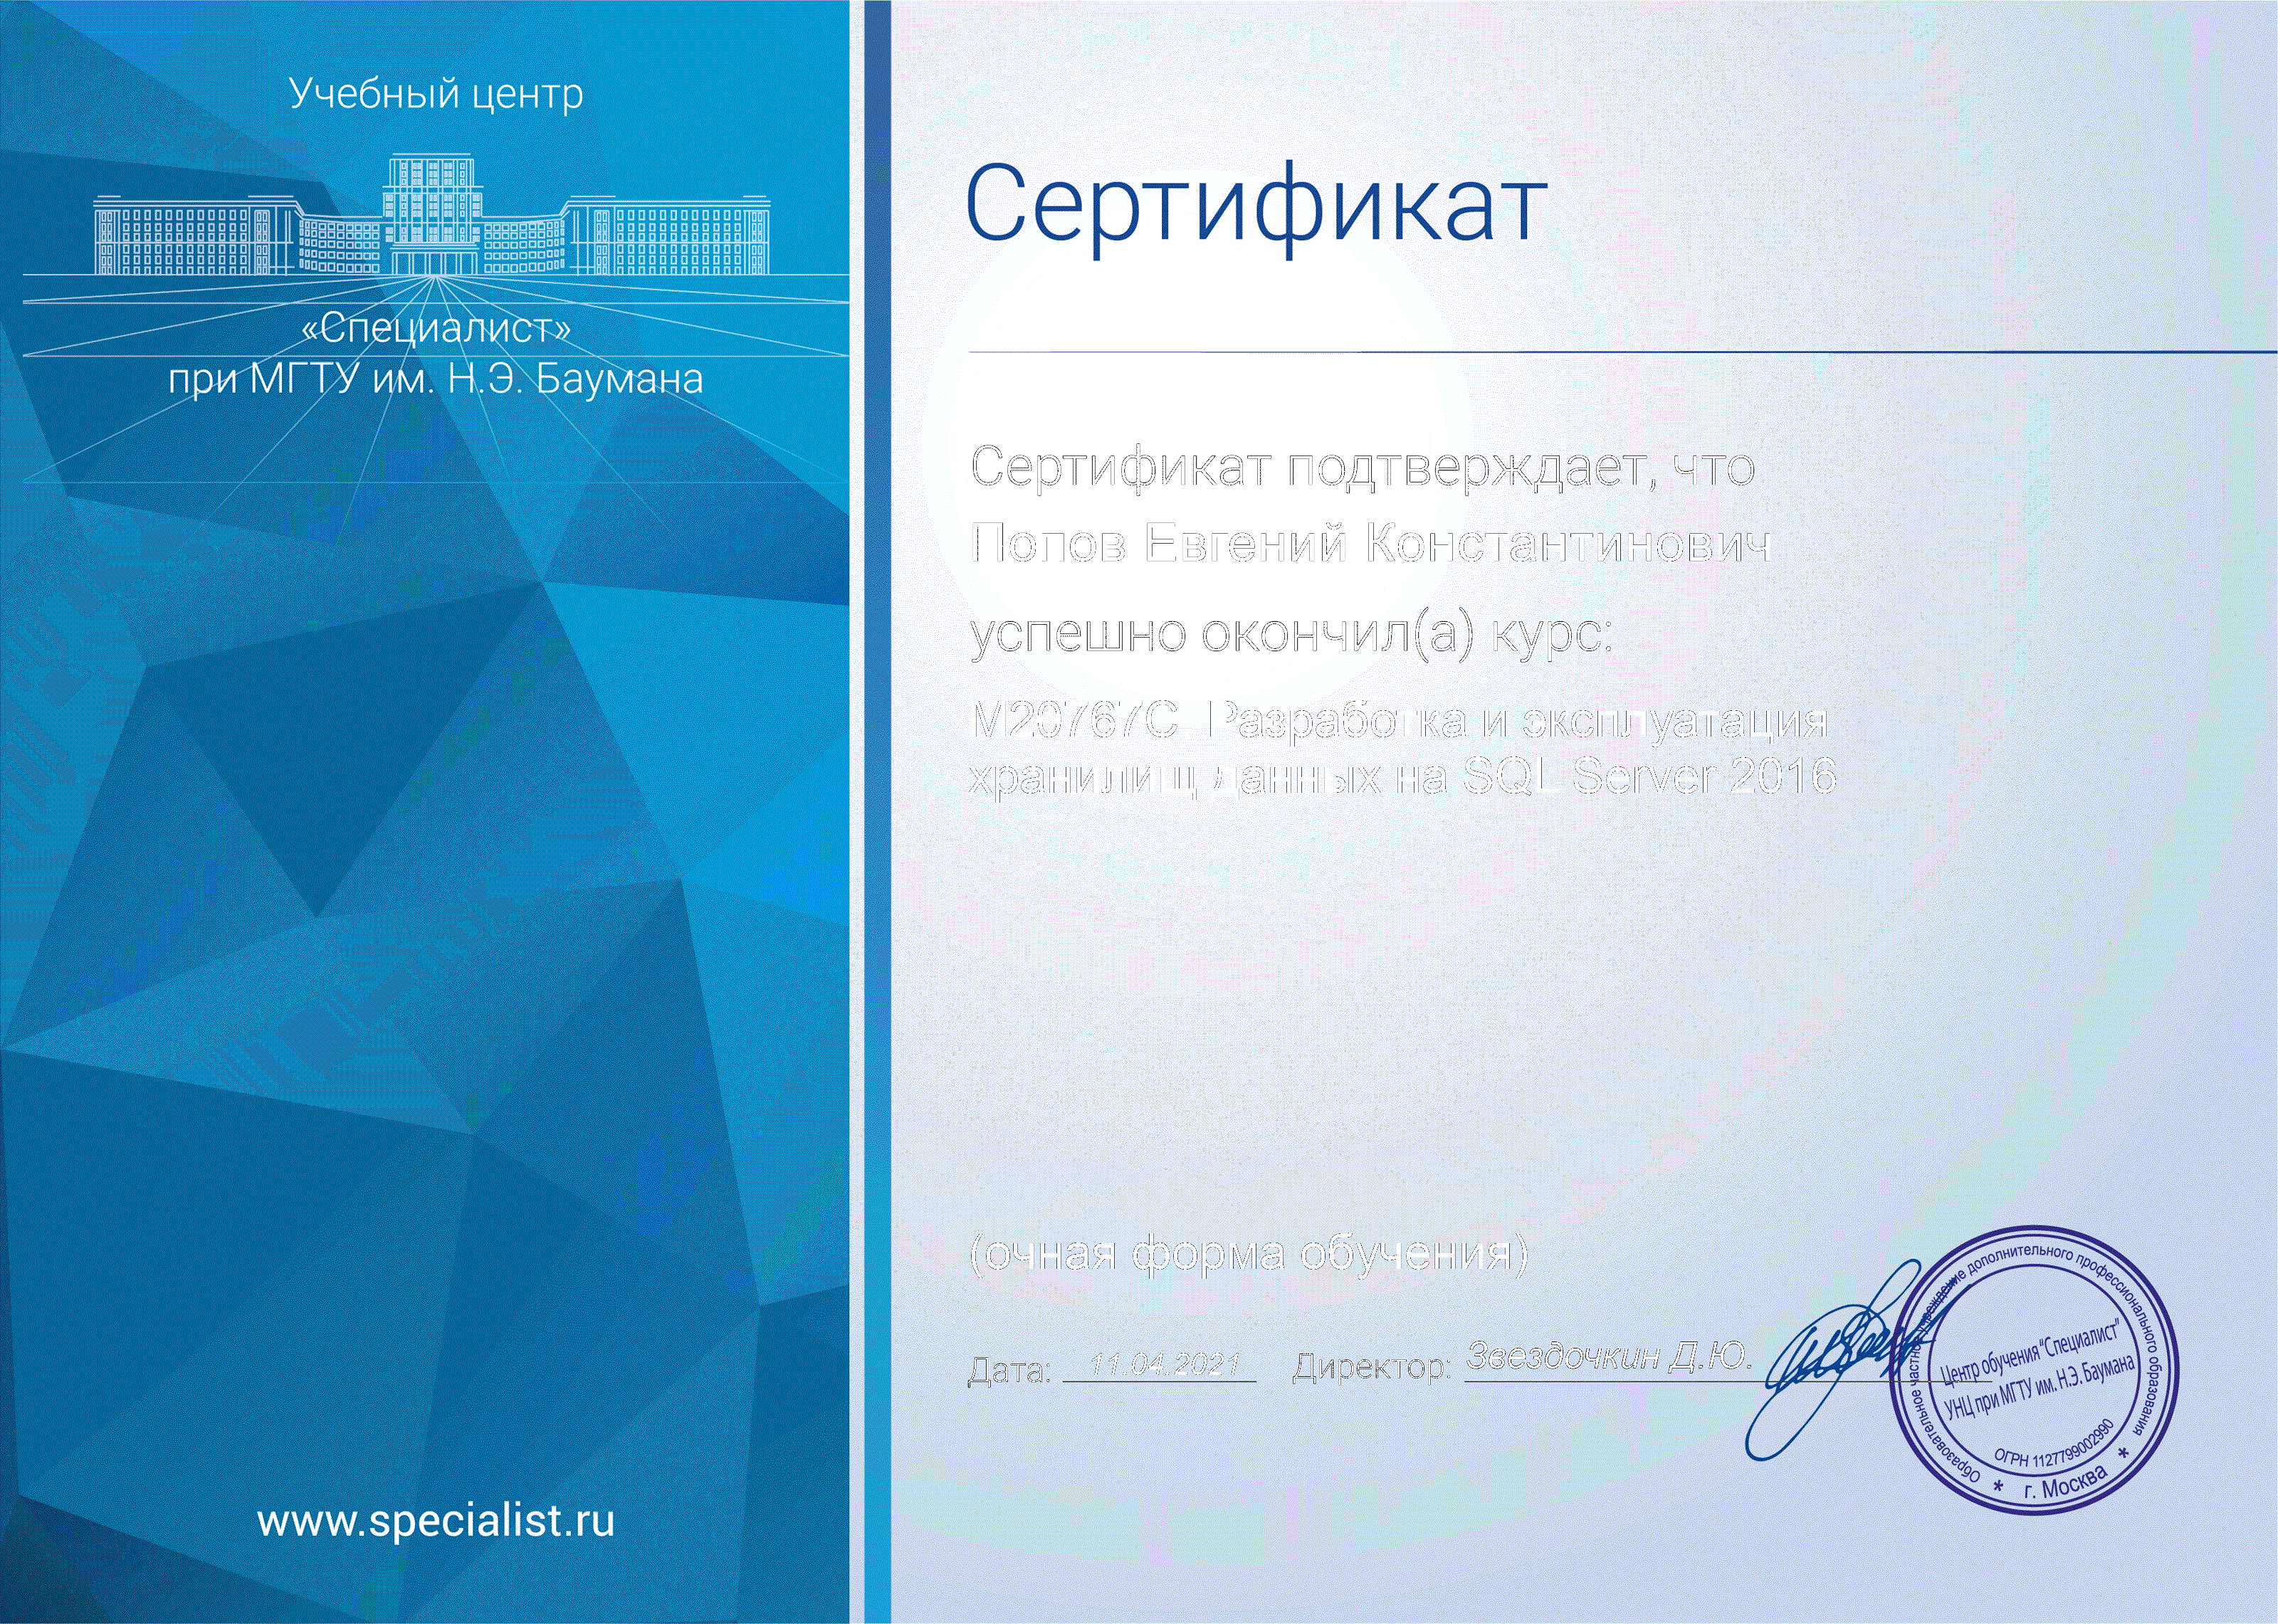 Учебный центр
«Специалист»
при МГТУ им. Н.Э. Баумана
www.specialist.ru
Сертификат
Сертификат подтверждает, что
Попов Евгений Константинович
успешно окончил(а) курс:
М20767С Разработка и эксплуатация
хранилищ данных на SQL Server 2016
(очная форма обучения)
Дата: 11.04.2021 Директор: Звездочкин Д.Ю.
Образовательное частное учреждение дополнительного профессионального образования
Центр обучения "Специалист"
УНЦ при МГТУ им. Н.Э. Баумана
ОГРН 1127799002990
* г. Москва *